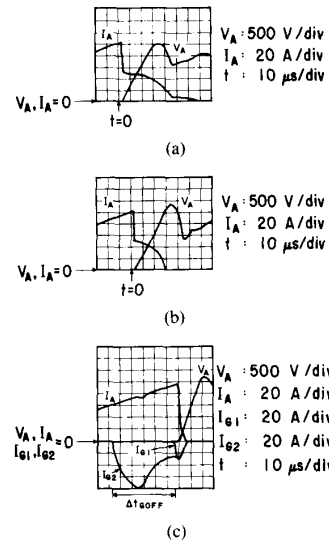 I_A
V_A
V_A : 500 V/div
I_A : 20 A/div
t : 10 μs/div
V_A, I_A=0
t=0
(a)
I_A
V_A
V_A : 500 V/div
I_A : 20 A/div
t : 10 μs/div
V_A, I_A=0
t=0
(b)
V_A
I_A
V_A : 500 V/div
I_A : 20 A/div
I_G1 : 20 A/div
I_G2 : 20 A/div
t : 10 μs/div
V_A, I_A=0
I_G1, I_G2
I_G1
I_G2
Δt_GOFF
(c)